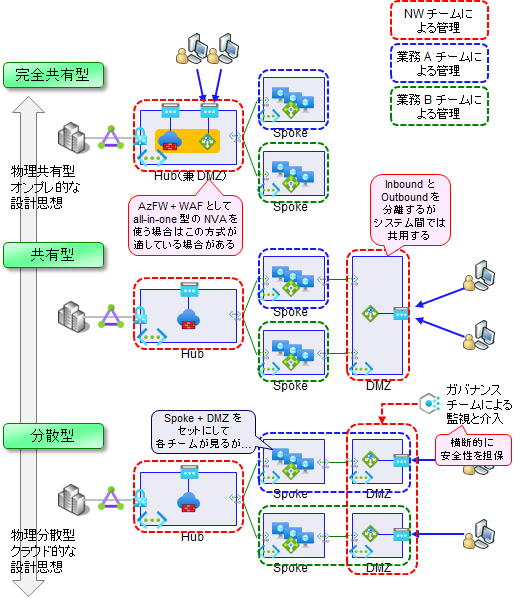 NW チームに
よる管理
業務 A チームに
よる管理
業務 B チームに
よる管理
完全共有型
物理共有型
オンプレ的な
設計思想
Hub(兼 DMZ)
Spoke
Spoke
AzFW + WAF として
all-in-one 型の NVAを
使う場合はこの方式が
適している場合がある
Inbound と
Outbound を
分離するが
システム間では
共用する
共有型
Hub
Spoke
Spoke
DMZ
ガバナンス
チームによる
監視と介入
横断的に
安全性を担保
Spoke + DMZ を
セットにして
各チームが見るが…
分散型
Hub
Spoke
DMZ
Spoke
DMZ
物理分散型
クラウド的な
設計思想